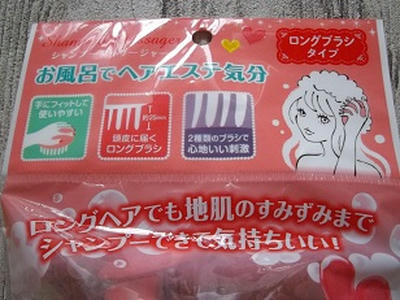 シャンプーマッサージャー
ロングブラシ
タイプ
お風呂でヘアエステ気分
手にフィットして
使いやすい
約25mm
頭皮に届く
ロングブラシ
2種類のブラシで
心地いい刺激
ロングヘアでも地肌のすみずみまで
シャンプーできて気持ちいい!